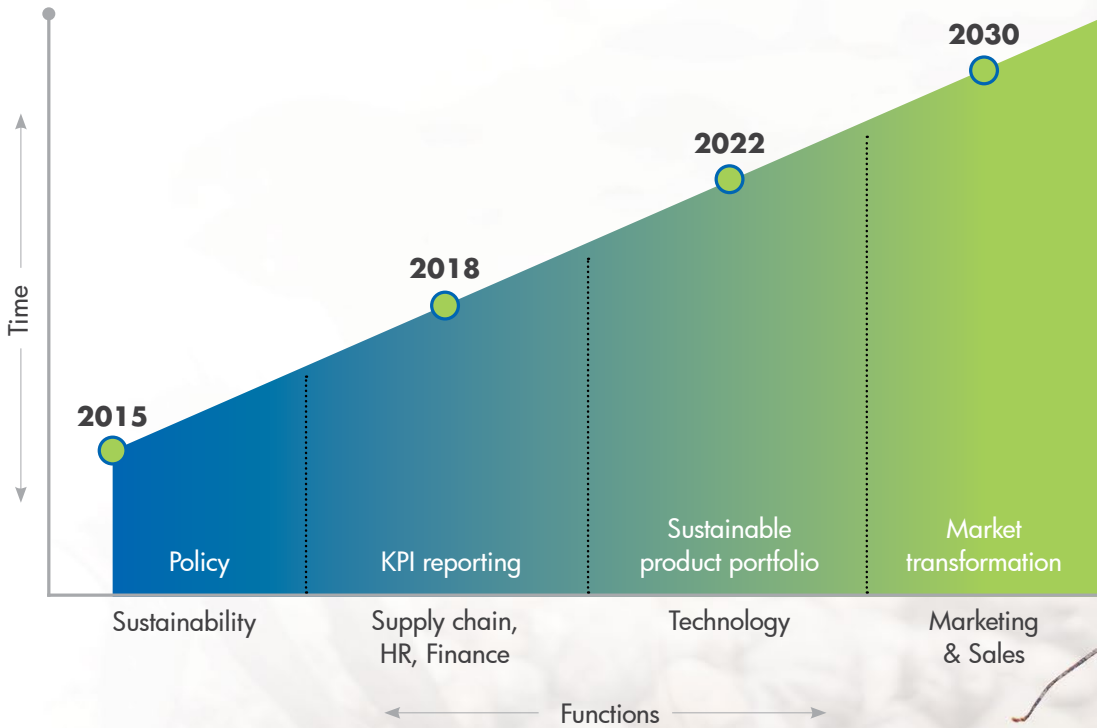 2030
2022
2018
2015
Time
Policy
KPI reporting
Sustainable
product portfolio
Market
transformation
Sustainability
Supply chain,
HR, Finance
Technology
Marketing
& Sales
Functions